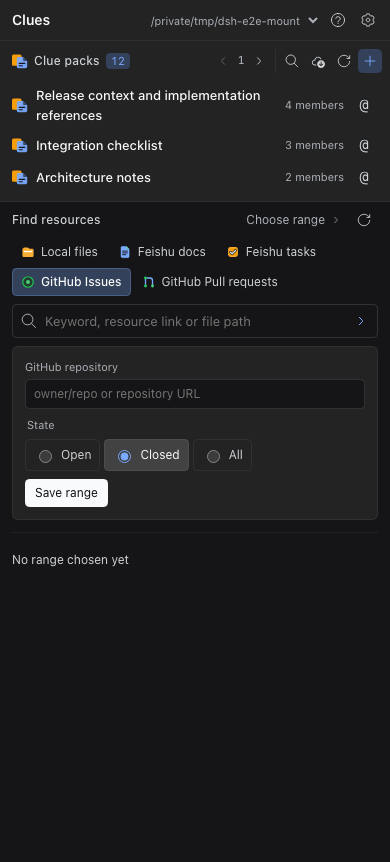 Clues
/private/tmp/dsh-e2e-mount
Clue packs 12
1
Release context and implementation
references
4 members @
Integration checklist
3 members @
Architecture notes
2 members @
Find resources
Choose range
Local files
Feishu docs
Feishu tasks
GitHub Issues
GitHub Pull requests
Keyword, resource link or file path
GitHub repository
owner/repo or repository URL
State
Open
Closed
All
Save range
No range chosen yet